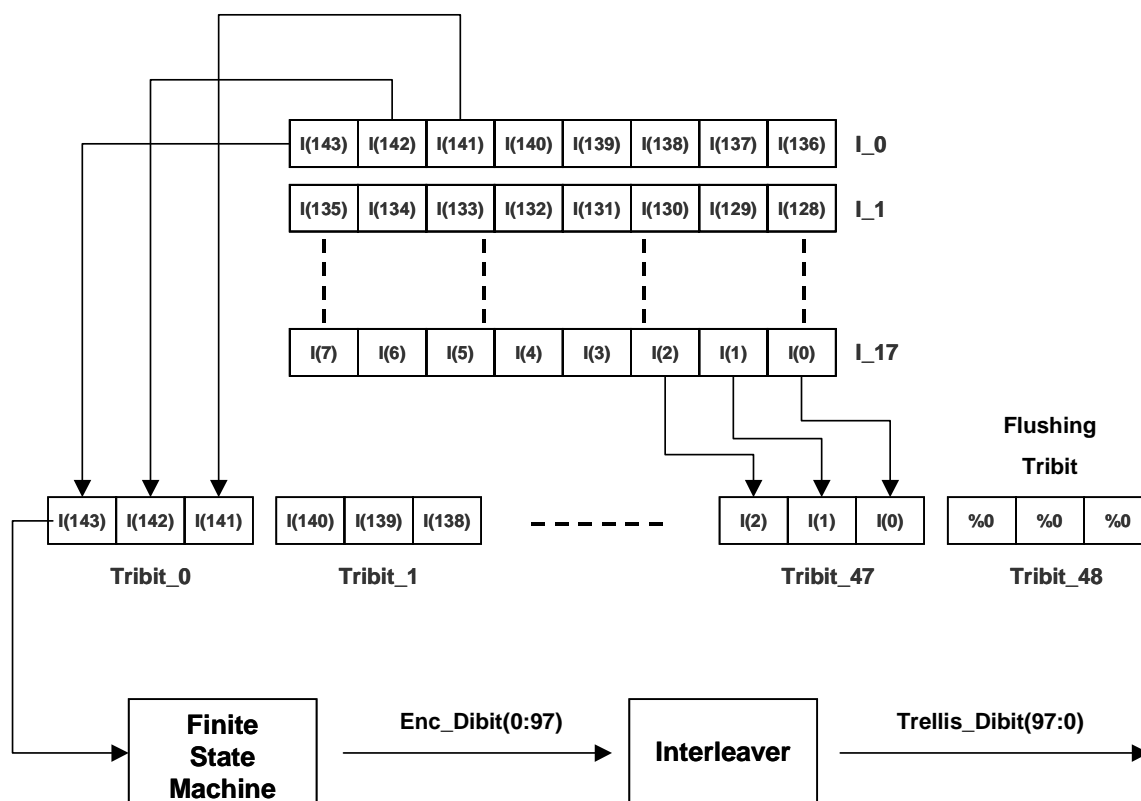 I(143) I(142) I(141) I(140) I(139) I(138) I(137) I(136) I_0
I(135) I(134) I(133) I(132) I(131) I(130) I(129) I(128) I_1
I(7) I(6) I(5) I(4) I(3) I(2) I(1) I(0) I_17
Flushing
Tribit
I(143) I(142) I(141) I(140) I(139) I(138) I(2) I(1) I(0) %0 %0 %0
Tribit_0 Tribit_1 Tribit_47 Tribit_48
Finite
State
Machine
Enc_Dibit(0:97)
Interleaver
Trellis_Dibit(97:0)